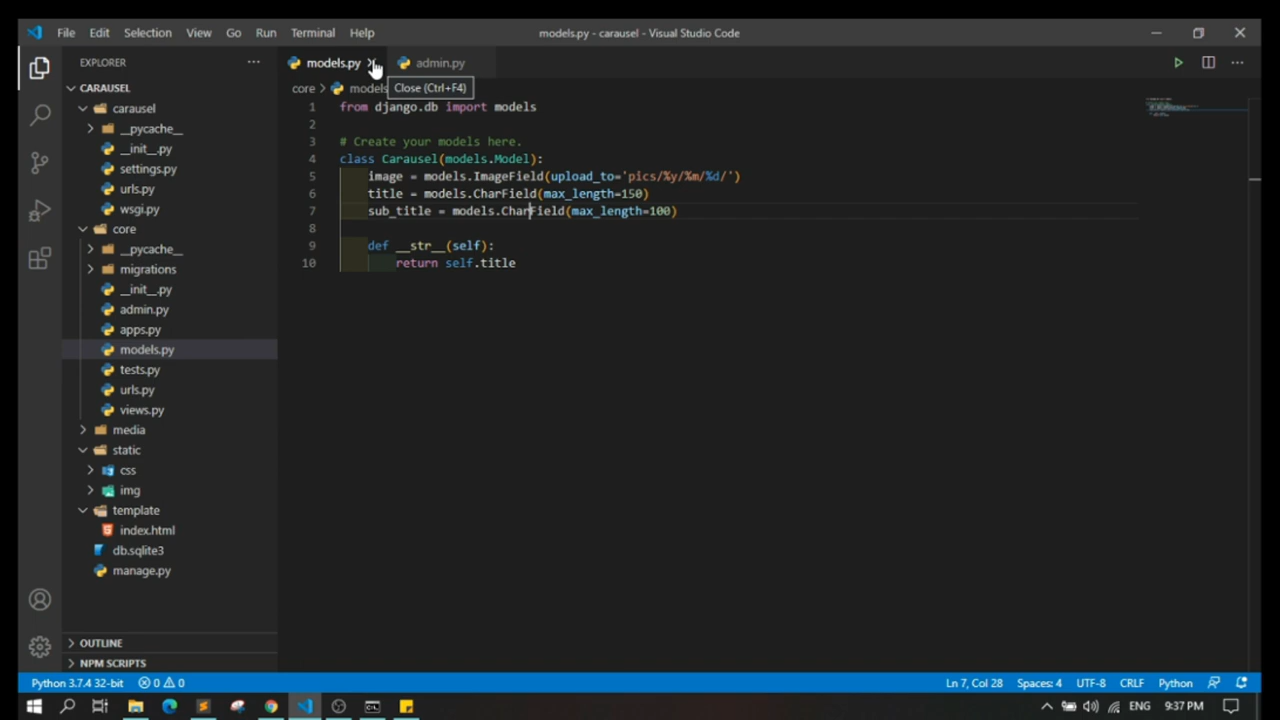 File Edit Selection View Go Run Terminal Help models.py - carausel - Visual Studio Code
EXPLORER
models.py
admin.py
Close (Ctrl+F4)
CARAUSEL
core > models
carausel
__pycache__
__init__.py
settings.py
urls.py
wsgi.py
core
__pycache__
migrations
__init__.py
admin.py
apps.py
models.py
tests.py
urls.py
views.py
media
static
css
img
template
index.html
db.sqlite3
manage.py
OUTLINE
NPM SCRIPTS
1 from django.db import models
2
3 # Create your models here.
4 class Carausel(models.Model):
5 image = models.ImageField(upload_to='pics/%y/%m/%d/')
6 title = models.CharField(max_length=150)
7 sub_title = models.CharField(max_length=100)
8
9 def __str__(self):
10 return self.title
Python 3.7.4 32-bit 0 0 Ln 7, Col 28 Spaces: 4 UTF-8 CRLF Python
ENG 9:37 PM